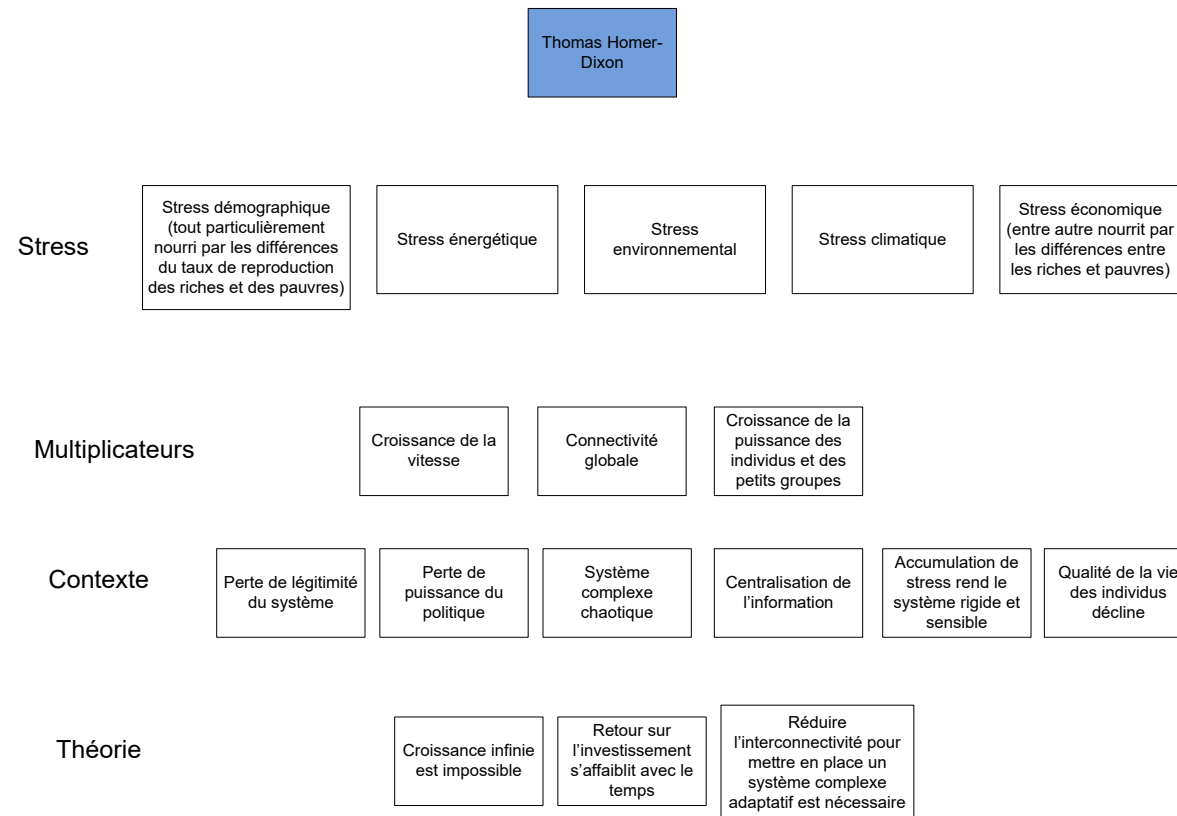 Thomas Homer-
Dixon
Stress
Stress démographique
(tout particulièrement
nourri par les différences
du taux de reproduction
des riches et des pauvres)
Stress énergétique
Stress
environnemental
Stress climatique
Stress économique
(entre autre nourrit par
les différences entre
les riches et pauvres)
Multiplicateurs
Croissance de la
vitesse
Connectivité
globale
Croissance de la
puissance des
individus et des
petits groupes
Contexte
Perte de légitimité
du système
Perte de
puissance du
politique
Système
complexe
chaotique
Centralisation de
l’information
Accumulation de
stress rend le
système rigide et
sensible
Qualité de la vie
des individus
décline
Théorie
Croissance infinie
est impossible
Retour sur
l’investissement
s’affaiblit avec le
temps
Réduire
l’interconnectivité pour
mettre en place un
système complexe
adaptatif est nécessaire